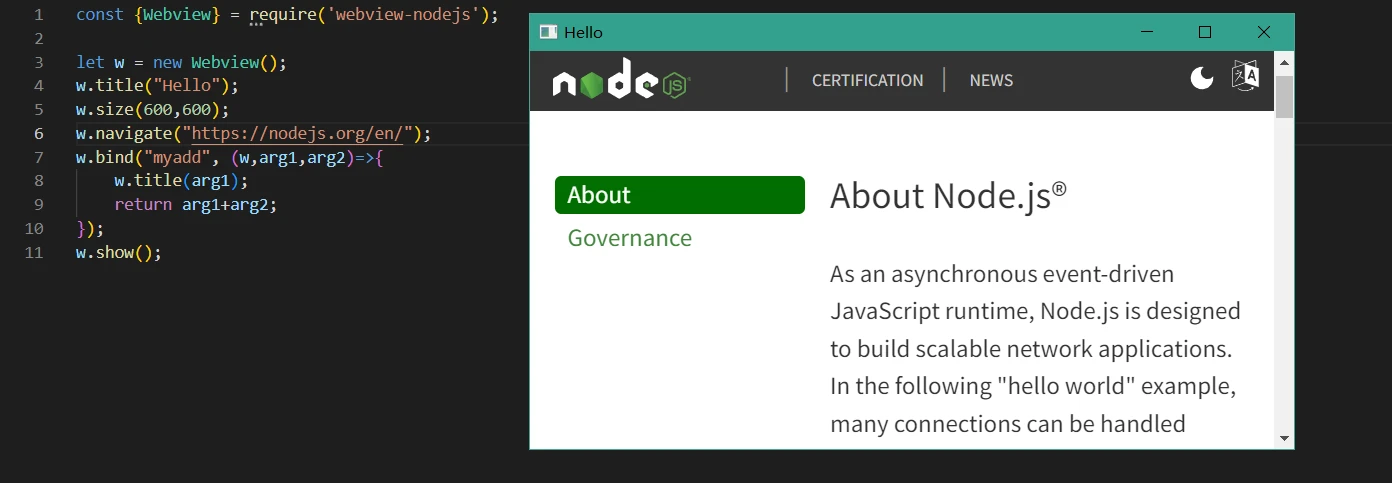 1 const {Webview} = require('webview-nodejs');
2
3 let w = new Webview();
4 w.title("Hello");
5 w.size(600,600);
6 w.navigate("https://nodejs.org/en/");
7 w.bind("myadd", (w,arg1,arg2)=>{
8 w.title(arg1);
9 return arg1+arg2;
10 });
11 w.show();
Hello
node JS ®
| CERTIFICATION | NEWS
About
Governance
About Node.js®
As an asynchronous event-driven
JavaScript runtime, Node.js is designed
to build scalable network applications.
In the following "hello world" example,
many connections can be handled